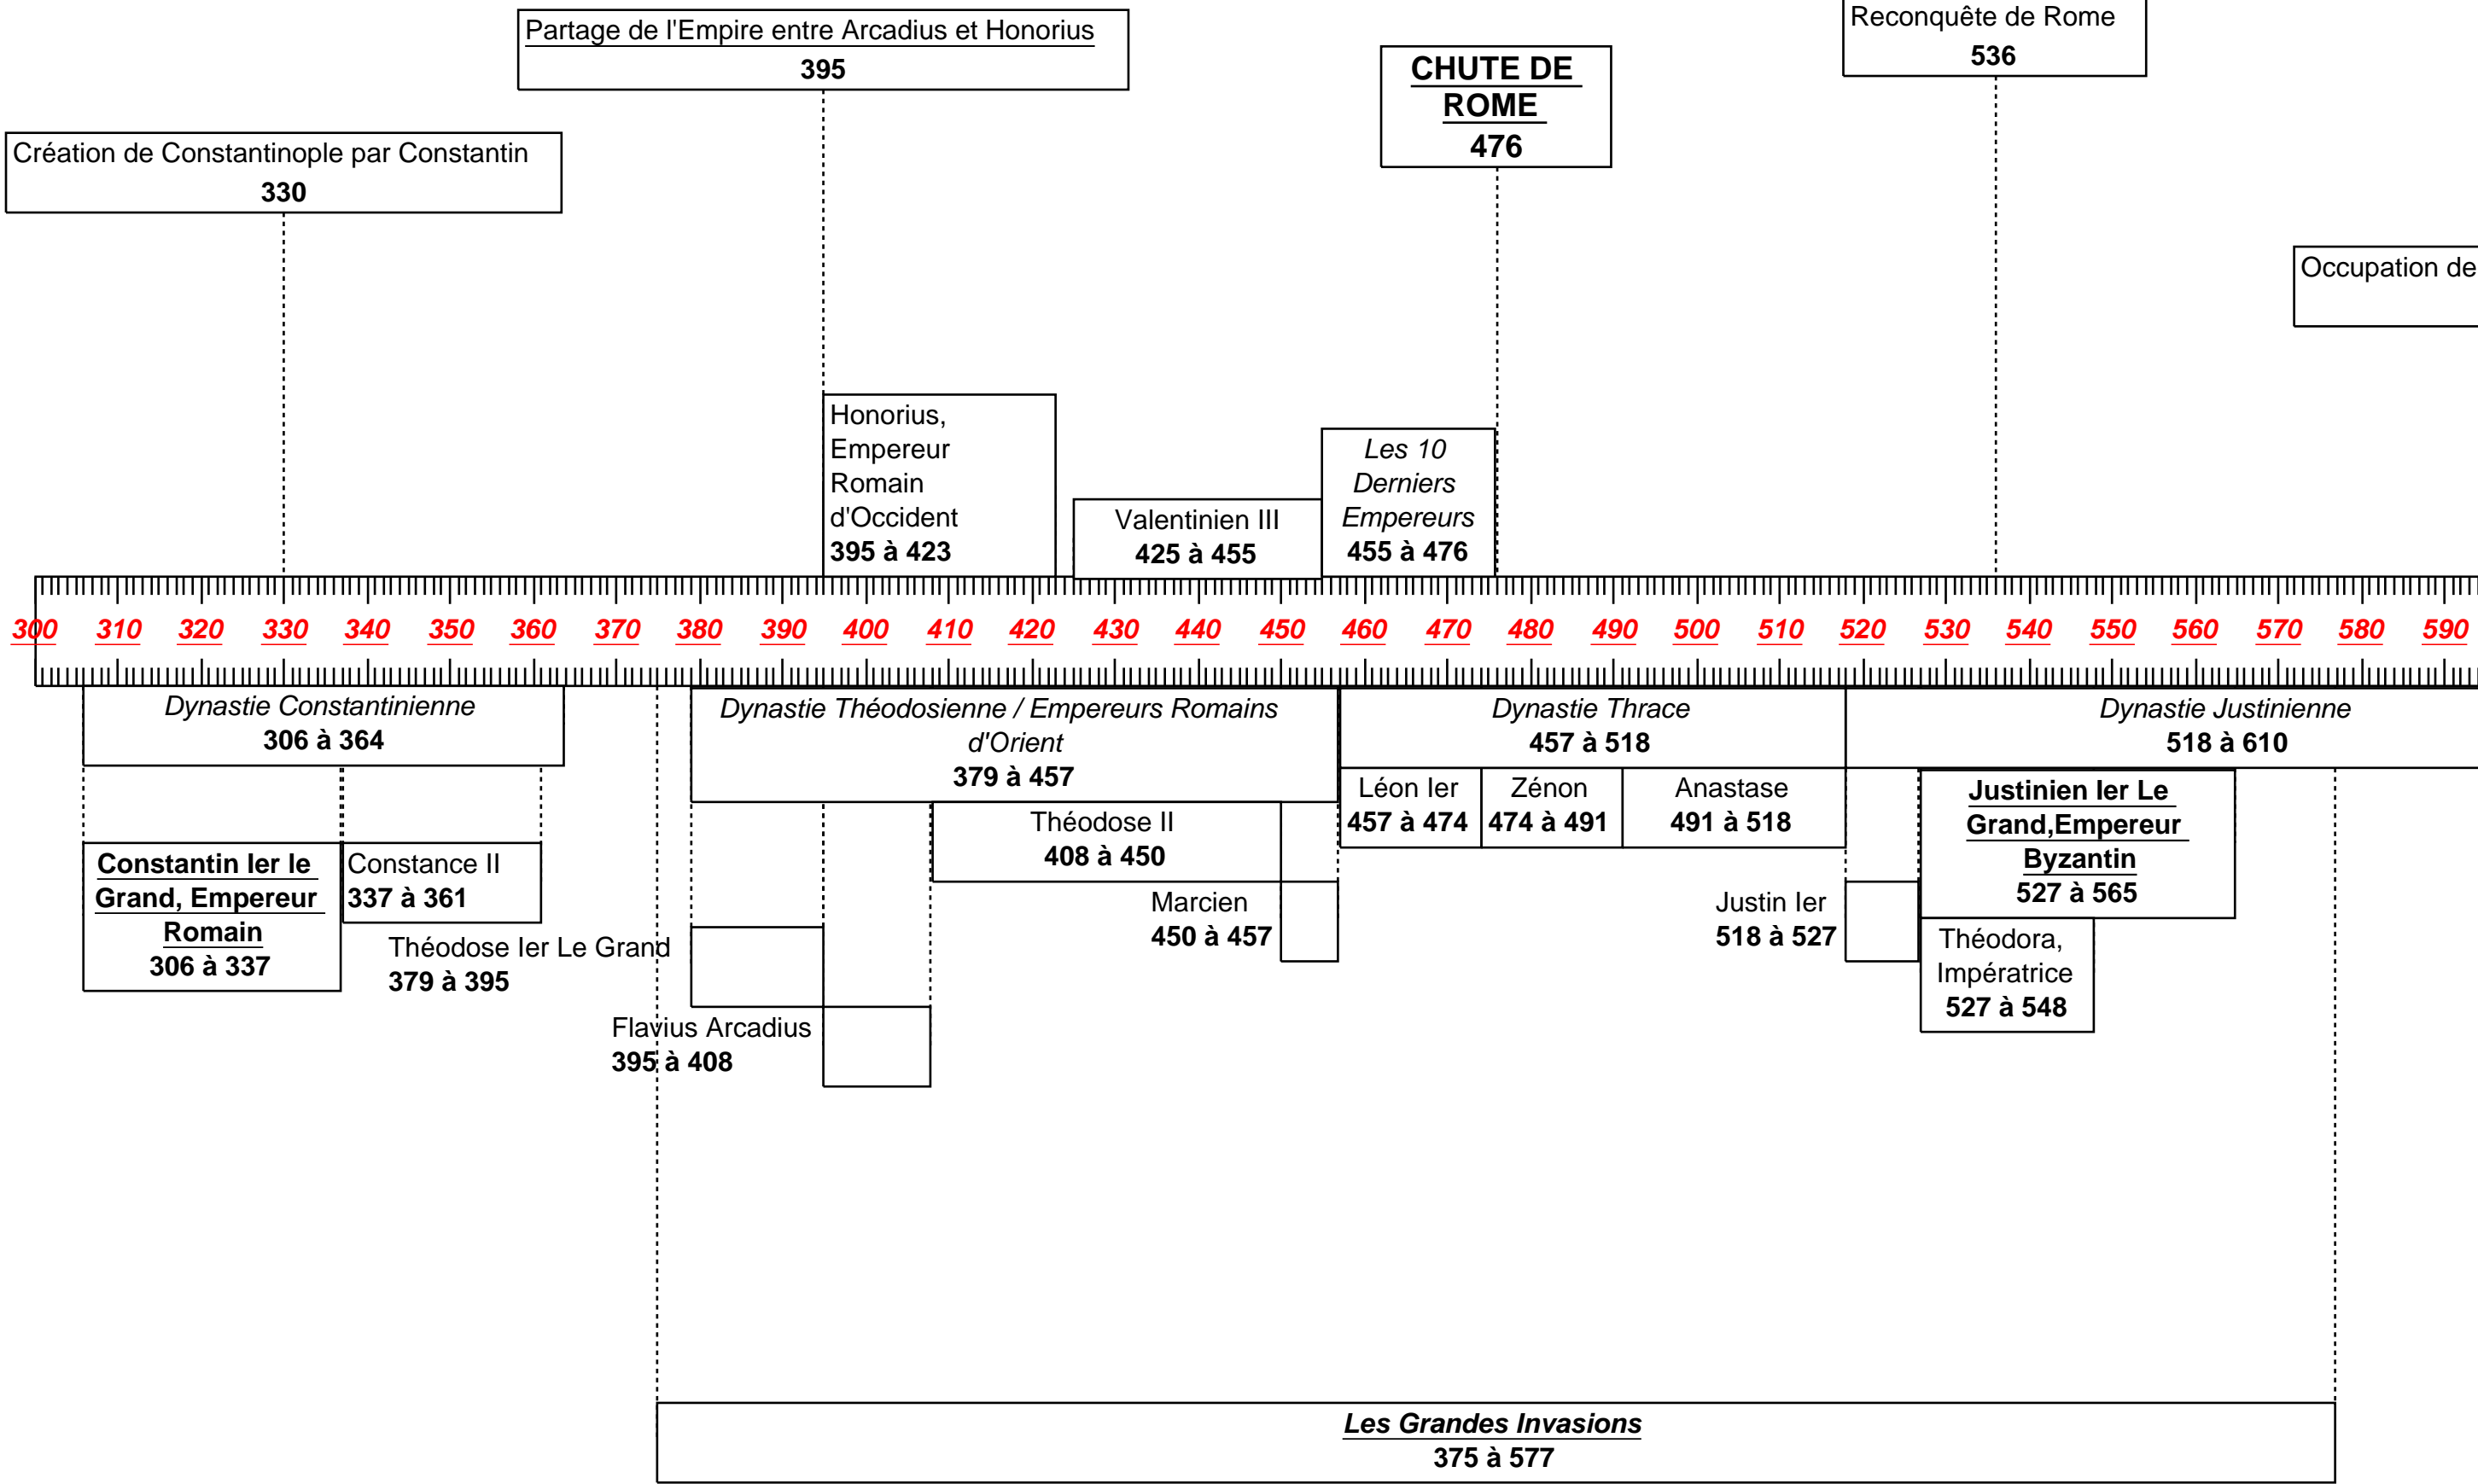 Partage de l'Empire entre Arcadius et Honorius
395
Reconquête de Rome
536
CHUTE DE
ROME
476
Création de Constantinople par Constantin
330
Occupation de
Honorius,
Empereur
Romain
d'Occident
395 à 423
Valentinien III
425 à 455
Les 10
Derniers
Empereurs
455 à 476
300 310 320 330 340 350 360 370 380 390 400 410 420 430 440 450 460 470 480 490 500 510 520 530 540 550 560 570 580 590
Dynastie Constantinienne
306 à 364
Dynastie Théodosienne / Empereurs Romains
d'Orient
379 à 457
Dynastie Thrace
457 à 518
Dynastie Justinienne
518 à 610
Léon Ier
457 à 474
Zénon
474 à 491
Anastase
491 à 518
Justinien Ier Le
Grand,Empereur
Byzantin
527 à 565
Théodose II
408 à 450
Constantin Ier le
Grand, Empereur
Romain
306 à 337
Constance II
337 à 361
Marcien
450 à 457
Justin Ier
518 à 527
Théodora,
Impératrice
527 à 548
Théodose Ier Le Grand
379 à 395
Flavius Arcadius
395 à 408
Les Grandes Invasions
375 à 577